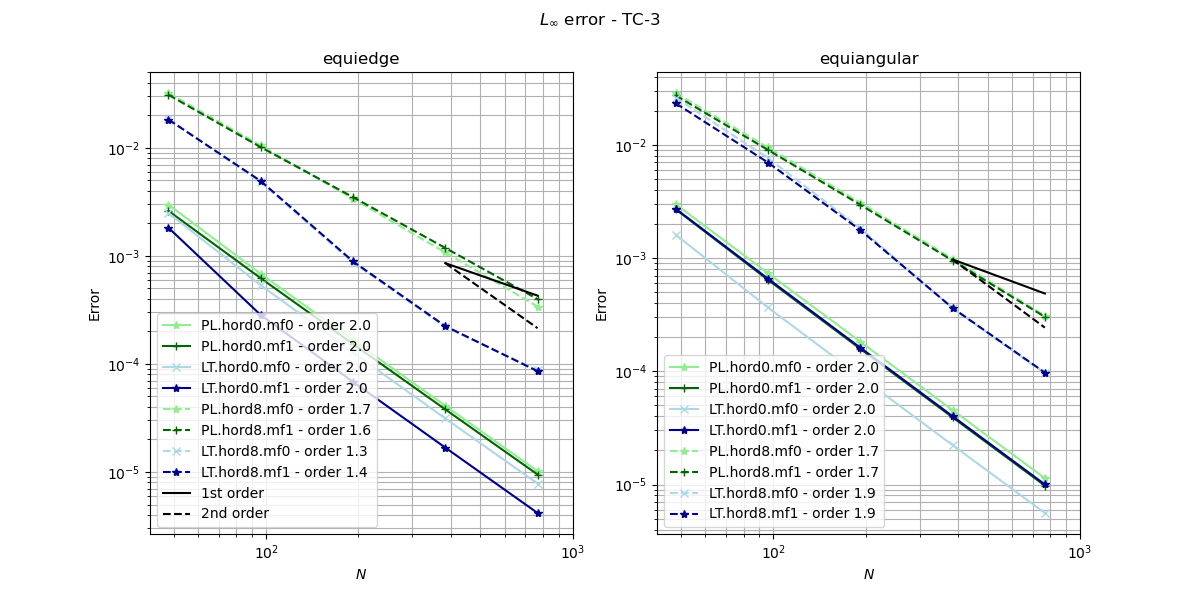 L∞ error - TC-3
equiedge
10⁻²
10⁻³
10⁻⁴
10⁻⁵
Error
PL.hord0.mf0 - order 2.0
PL.hord0.mf1 - order 2.0
LT.hord0.mf0 - order 2.0
LT.hord0.mf1 - order 2.0
PL.hord8.mf0 - order 1.7
PL.hord8.mf1 - order 1.6
LT.hord8.mf0 - order 1.3
LT.hord8.mf1 - order 1.4
1st order
2nd order
10² 10³
N
equiangular
10⁻²
10⁻³
10⁻⁴
10⁻⁵
Error
PL.hord0.mf0 - order 2.0
PL.hord0.mf1 - order 2.0
LT.hord0.mf0 - order 2.0
LT.hord0.mf1 - order 2.0
PL.hord8.mf0 - order 1.7
PL.hord8.mf1 - order 1.7
LT.hord8.mf0 - order 1.9
LT.hord8.mf1 - order 1.9
10² 10³
N